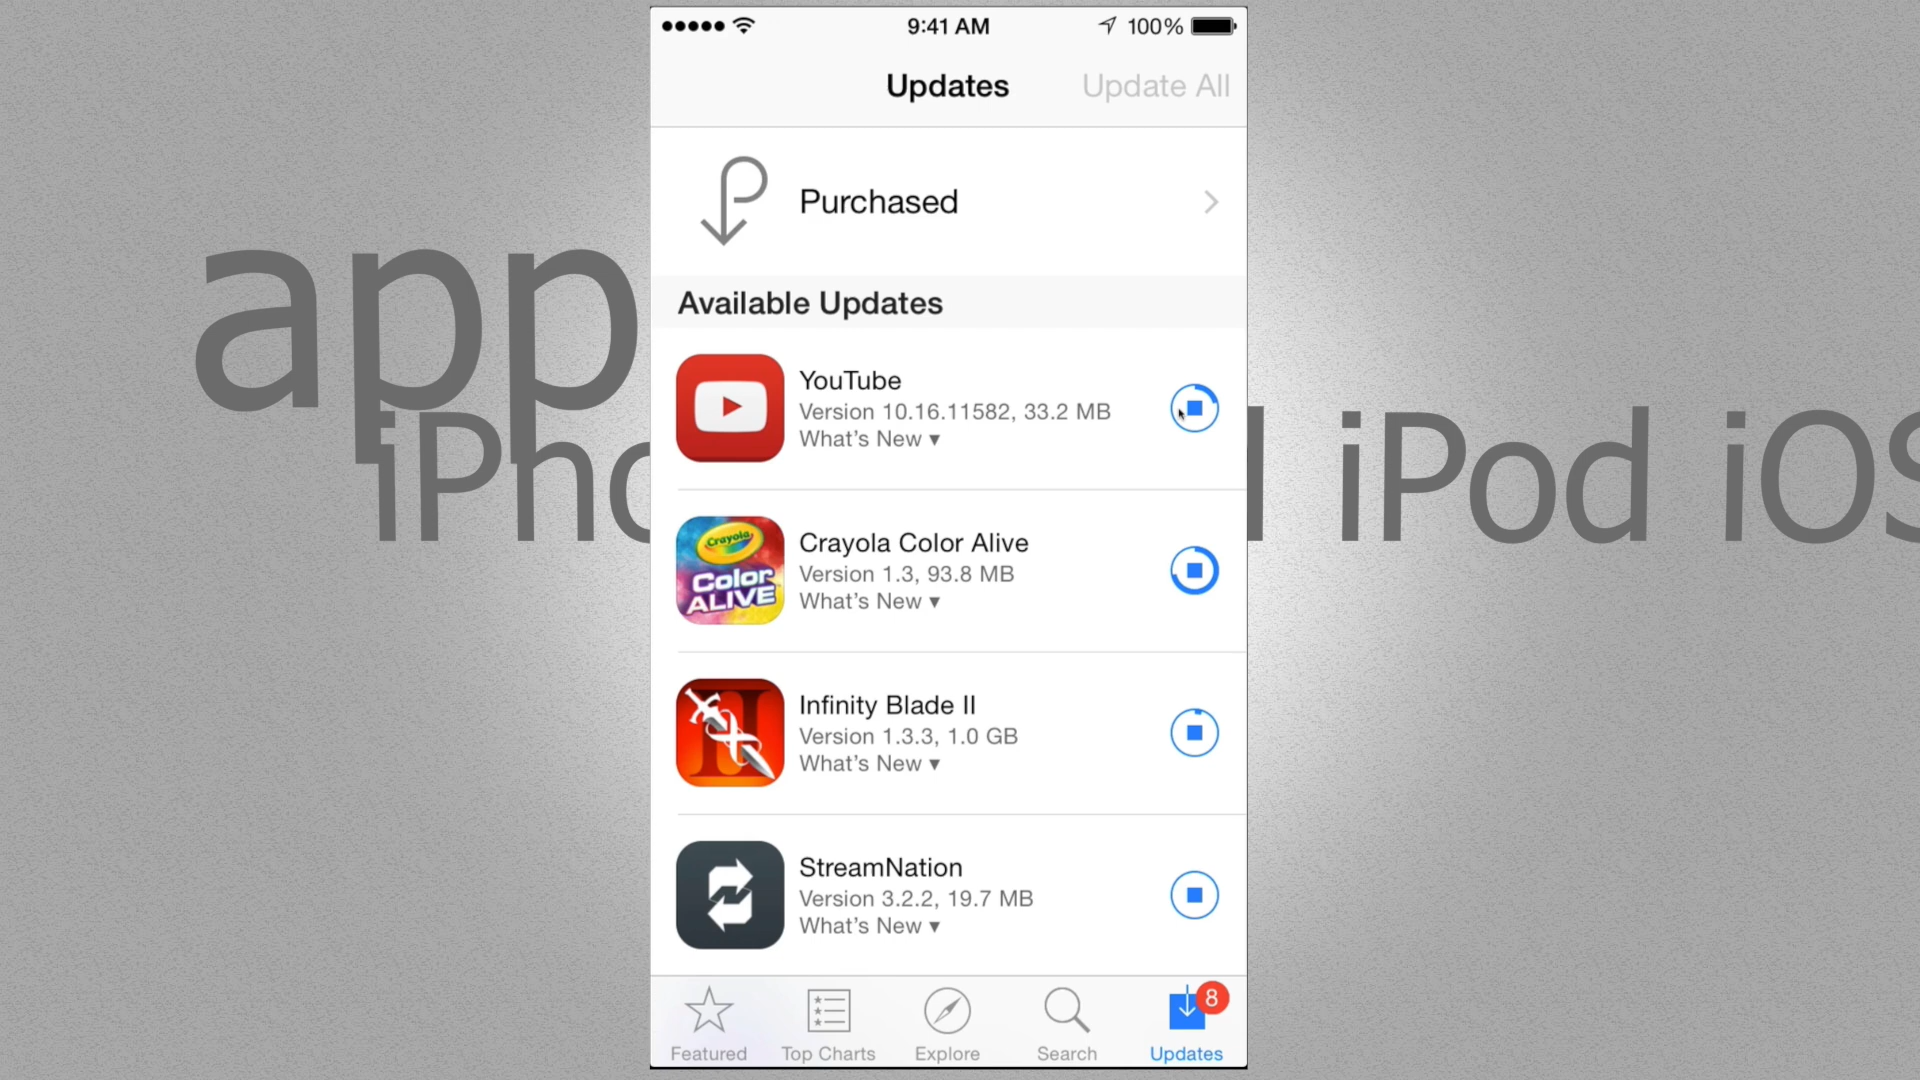 9:41 AM
100%
Updates
Update All
Purchased
app
iPho
iPod iOS
Available Updates
YouTube
Version 10.16.11582, 33.2 MB
What's New ▾
Crayola
Color
ALIVE
Crayola Color Alive
Version 1.3, 93.8 MB
What's New ▾
II
Infinity Blade II
Version 1.3.3, 1.0 GB
What's New ▾
StreamNation
Version 3.2.2, 19.7 MB
What's New ▾
8
Featured
Top Charts
Explore
Search
Updates